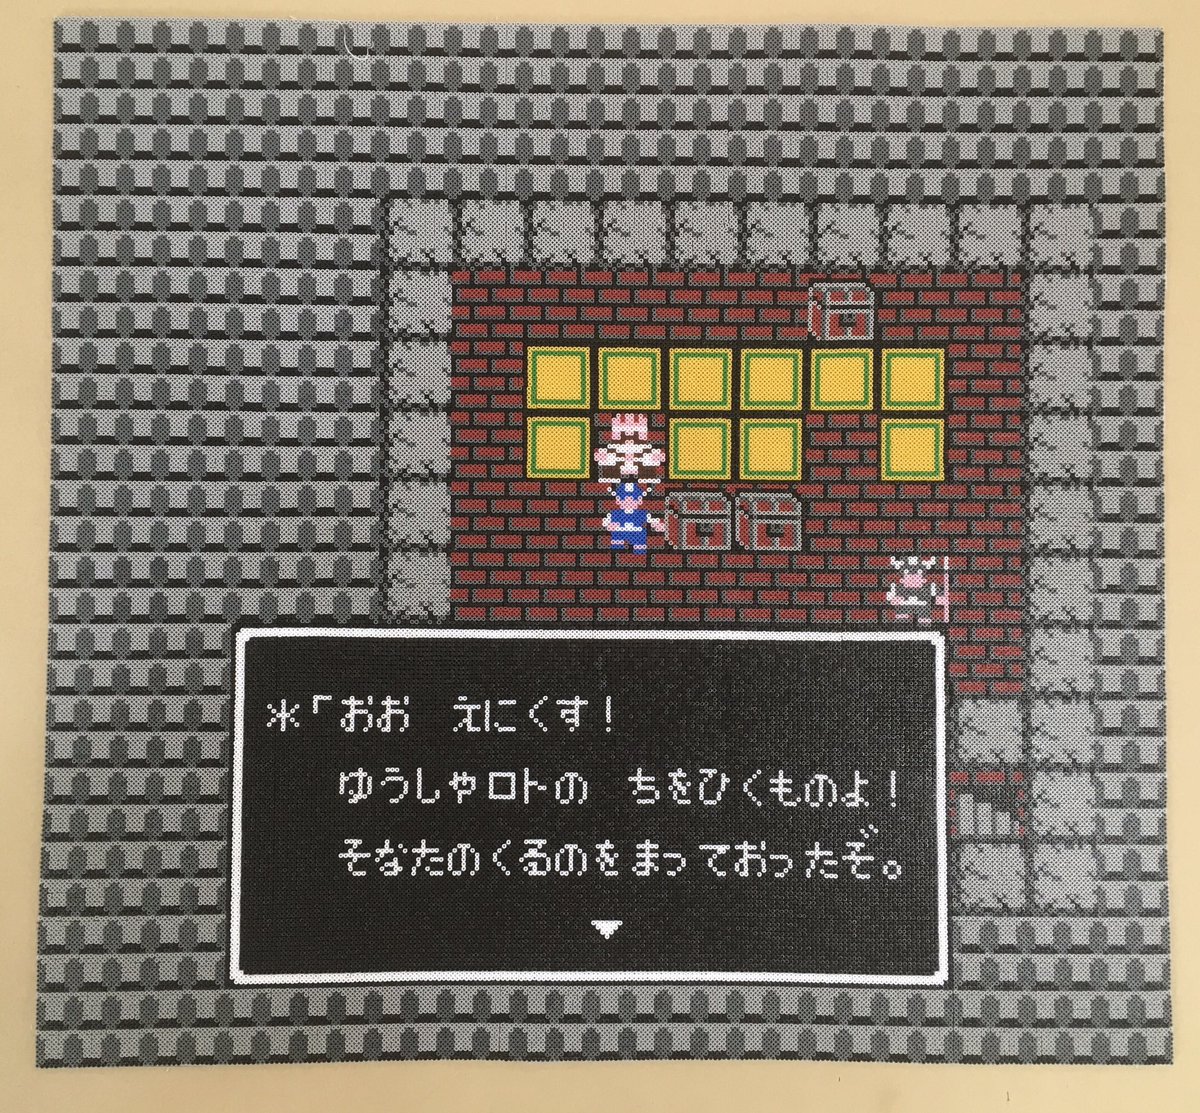 ＊「おお　えにくす！
ゆうしゃロトの　ちをひくものよ！
そなたのくるのをまっておったぞ。